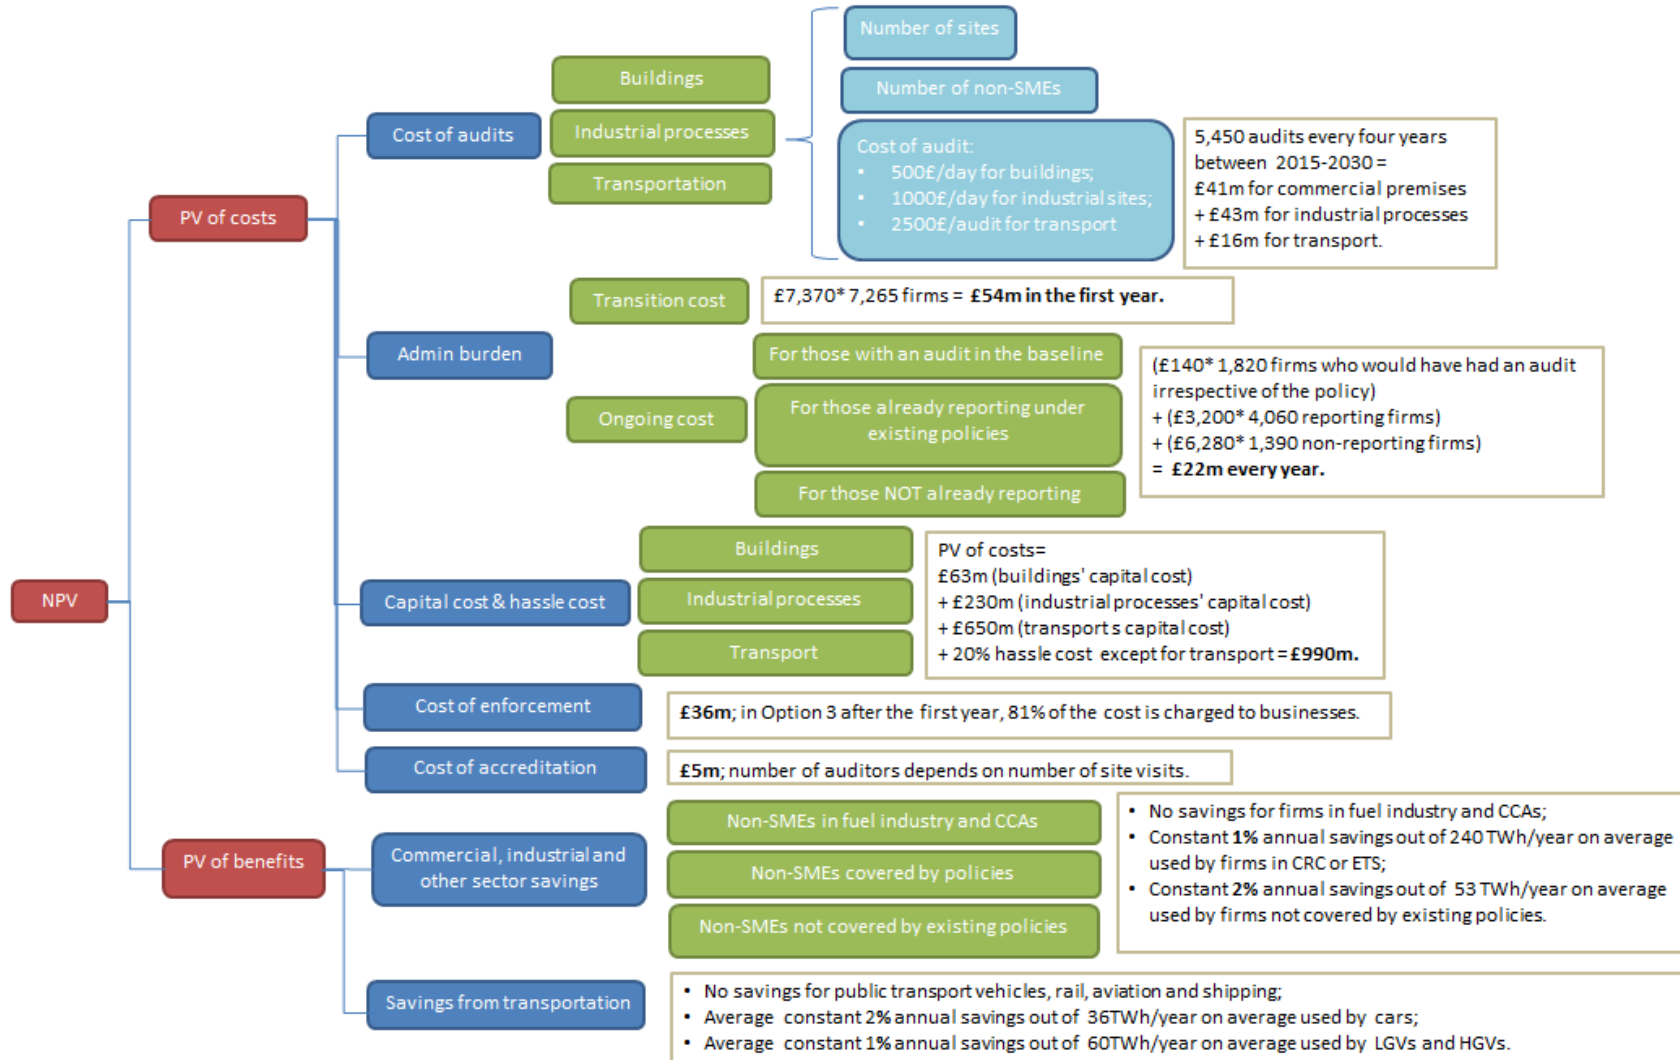 NPV
PV of costs
Cost of audits
Buildings
Industrial processes
Transportation
Number of sites
Number of non-SMEs
Cost of audit:
• 500£/day for buildings;
• 1000£/day for industrial sites;
• 2500£/audit for transport
5,450 audits every four years
between 2015-2030 =
£41m for commercial premises
+ £43m for industrial processes
+ £16m for transport.
Admin burden
Transition cost
£7,370* 7,265 firms = £54m in the first year.
Ongoing cost
For those with an audit in the baseline
For those already reporting under
existing policies
For those NOT already reporting
(£140* 1,820 firms who would have had an audit
irrespective of the policy)
+ (£3,200* 4,060 reporting firms)
+ (£6,280* 1,390 non-reporting firms)
= £22m every year.
Capital cost & hassle cost
Buildings
Industrial processes
Transport
PV of costs=
£63m (buildings' capital cost)
+ £230m (industrial processes' capital cost)
+ £650m (transport s capital cost)
+ 20% hassle cost except for transport = £990m.
Cost of enforcement
£36m; in Option 3 after the first year, 81% of the cost is charged to businesses.
Cost of accreditation
£5m; number of auditors depends on number of site visits.
PV of benefits
Commercial, industrial and
other sector savings
Non-SMEs in fuel industry and CCAs
Non-SMEs covered by policies
Non-SMEs not covered by existing policies
• No savings for firms in fuel industry and CCAs;
• Constant 1% annual savings out of 240 TWh/year on average
used by firms in CRC or ETS;
• Constant 2% annual savings out of 53 TWh/year on average
used by firms not covered by existing policies.
Savings from transportation
• No savings for public transport vehicles, rail, aviation and shipping;
• Average constant 2% annual savings out of 36TWh/year on average used by cars;
• Average constant 1% annual savings out of 60TWh/year on average used by LGVs and HGVs.